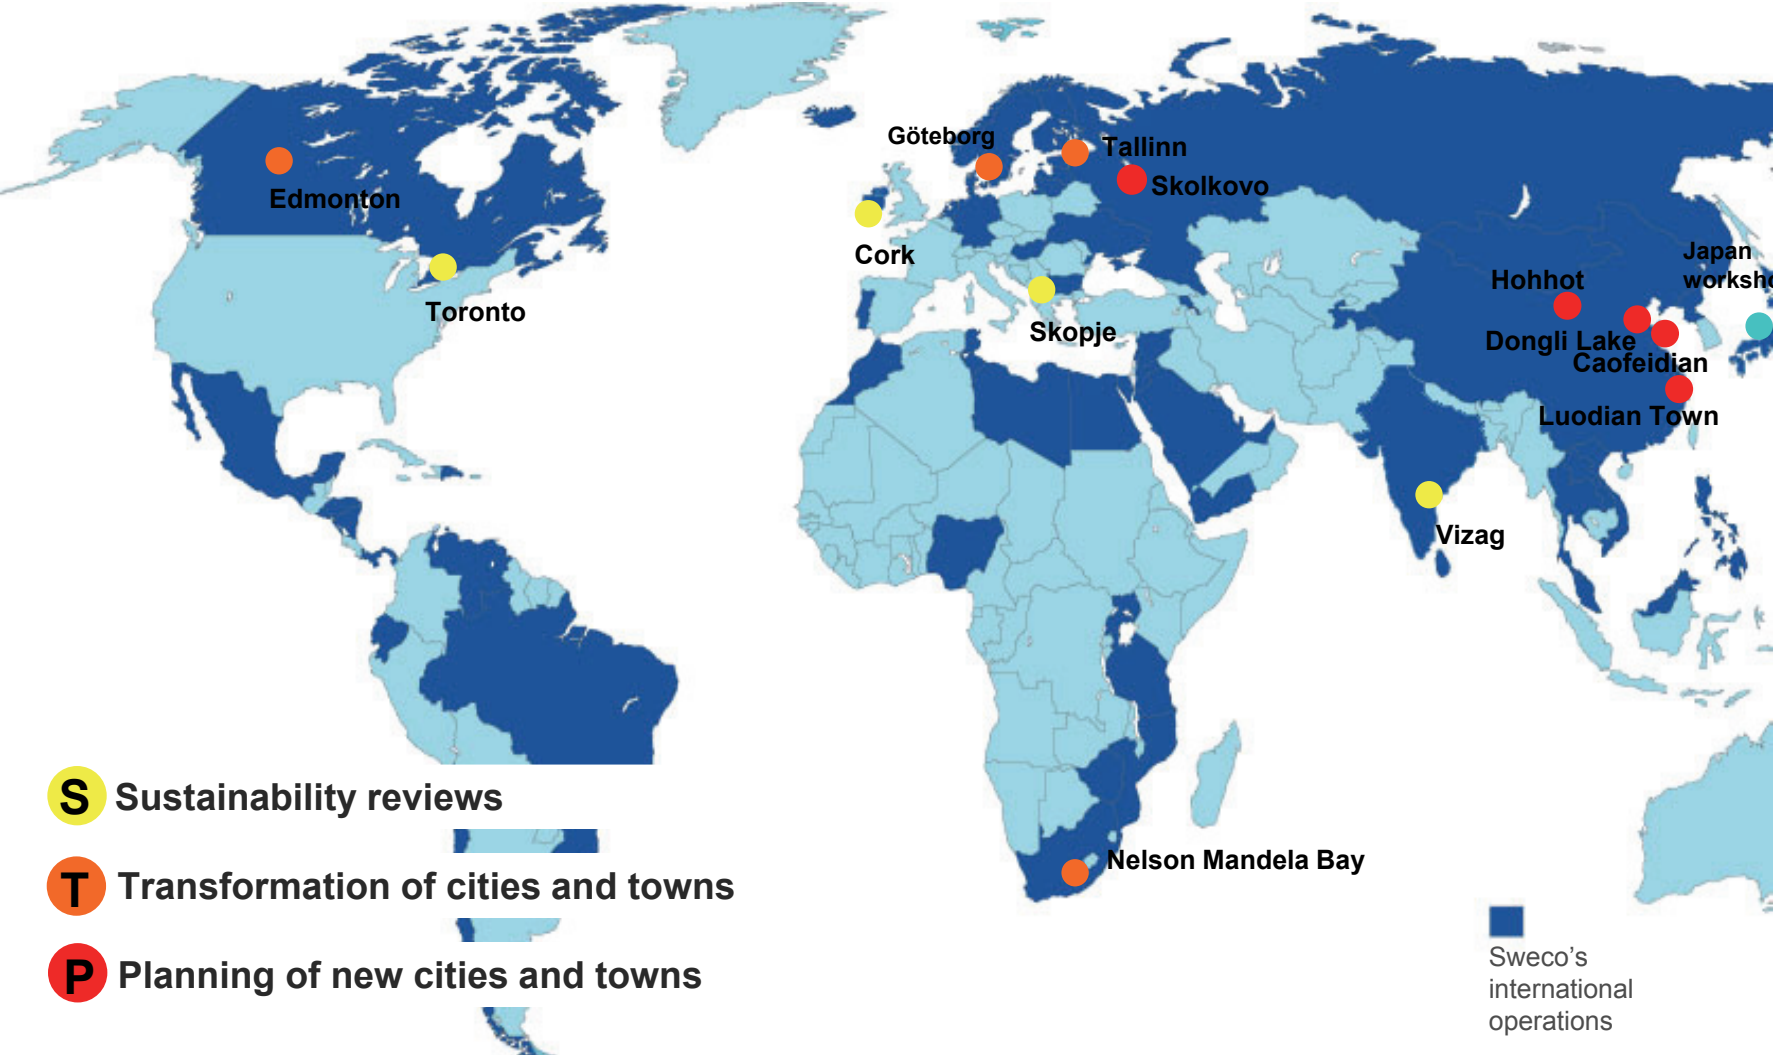 Göteborg
Tallinn
Skolkovo
Edmonton
Cork
Japan
Hohhot
Toronto
Skopje
Dongli Lake
Caofeidian
Luodian Town
Vizag
S Sustainability reviews
Nelson Mandela Bay
T Transformation of cities and towns
P Planning of new cities and towns
Sweco's
international
operations